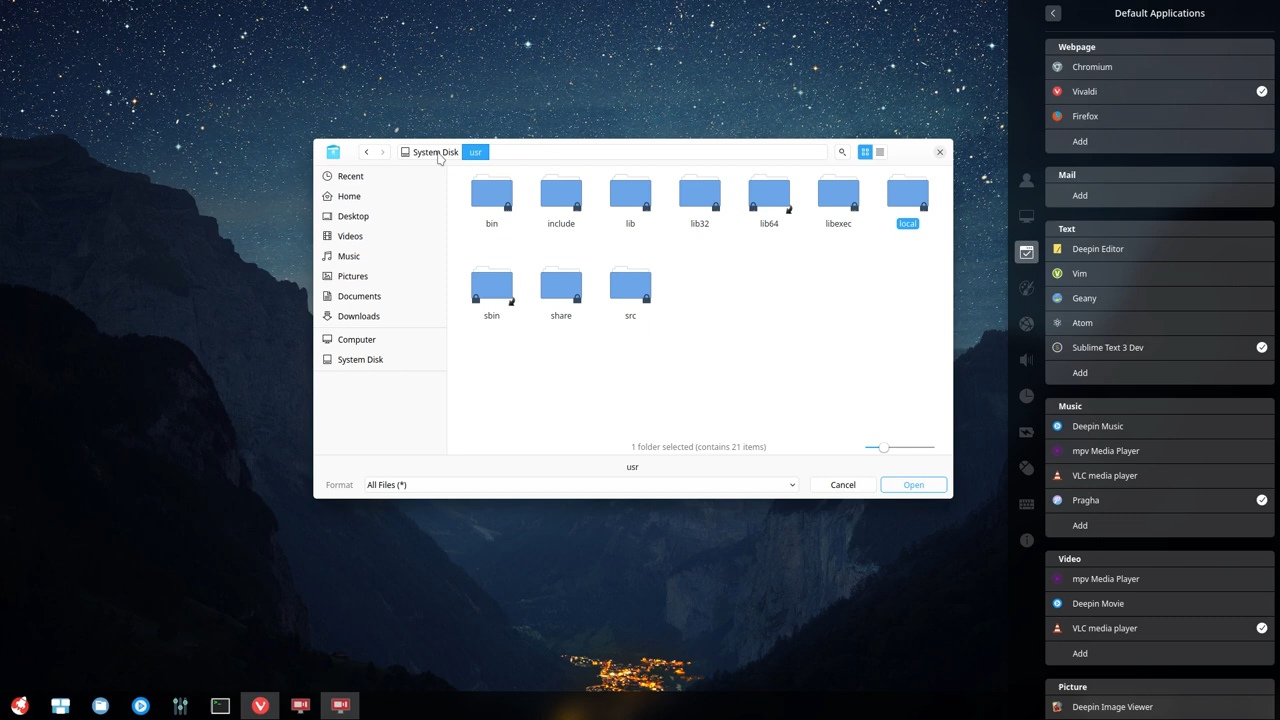 System Disk
usr
Recent
Home
Desktop
Videos
Music
Pictures
Documents
Downloads
Computer
System Disk
bin
include
lib
lib32
lib64
libexec
local
sbin
share
src
1 folder selected (contains 21 items)
usr
Format
All Files (*)
Cancel
Open
Default Applications
Webpage
Chromium
Vivaldi
Firefox
Add
Mail
Add
Text
Deepin Editor
Vim
Geany
Atom
Sublime Text 3 Dev
Add
Music
Deepin Music
mpv Media Player
VLC media player
Pragha
Add
Video
mpv Media Player
Deepin Movie
VLC media player
Add
Picture
Deepin Image Viewer